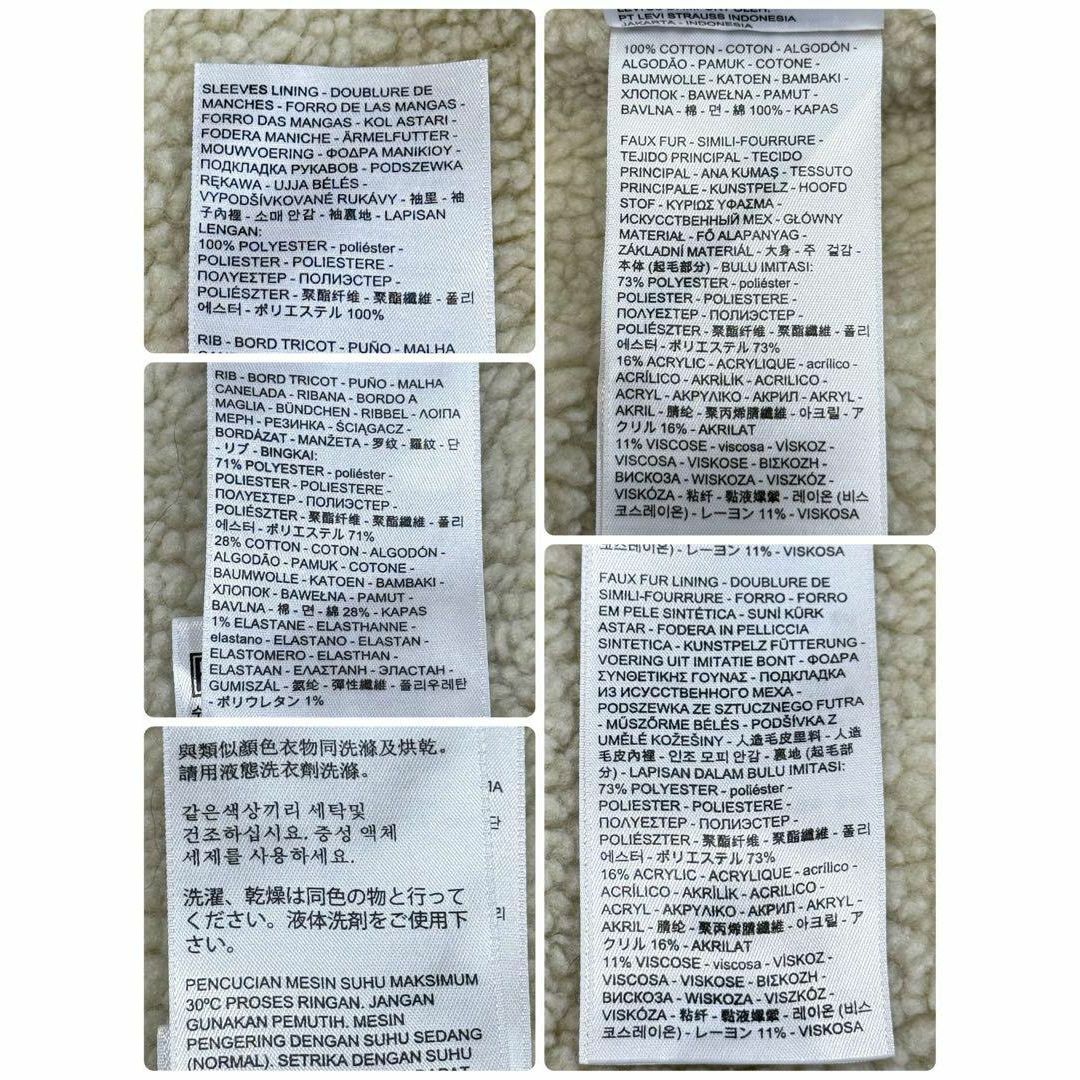 SLEEVES LINING - DOUBLURE DE
MANCHES - FORRO DE LAS MANGAS -
FORRO DAS MANGAS - KOL ASTARI -
FODERA MANICHE - ÄRMELFUTTER -
MOUWVOERING - ΦΟΔΡΑ ΜΑΝΙΚΙΟΥ -
ПОДКЛАДКА РУКАВОВ - PODSZEWKA
RĘKAWA - UJJA BÉLÉS -
VYPODŠÍVKOVANÉ RUKÁVY - 袖里 - 袖
子內裡 - 소매 안감 - 袖裏地 - LAPISAN
LENGAN:
100% POLYESTER - poliéster -
POLIESTER - POLIESTERE -
ΠΟΛΥΕΣΤΕΡ - ПОЛИЭСТЕР -
POLIÉSZTER - 聚酯纤维 - 聚酯纖維 - 폴리
에스터 - ポリエステル 100%
RIB - BORD TRICOT - PUÑO - MALHA
RIB - BORD TRICOT - PUÑO - MALHA
CANELADA - RIBANA - BORDO A
MAGLIA - BÜNDCHEN - RIBBEL - ΛΟΙΠΑ
ΜΕΡΗ - РЕЗИНКА - ŚCIĄGACZ -
BORDÁZAT - MANŽETA - 罗纹 - 羅紋 - 단
- リブ - BINGKAI:
71% POLYESTER - poliéster -
POLIESTER - POLIESTERE -
ΠΟΛΥΕΣΤΕΡ - ПОЛИЭСТЕР -
POLIÉSZTER - 聚酯纤维 - 聚酯纖維 - 폴리
에스터 - ポリエステル 71%
28% COTTON - COTON - ALGODÓN -
ALGODÃO - PAMUK - COTONE -
BAUMWOLLE - KATOEN - BAMBAKI -
ХЛОПОК - BAWEŁNA - PAMUT -
BAVLNA - 棉 - 면 - 綿 28% - KAPAS
1% ELASTANE - ELASTHANNE -
elastano - ELASTANO - ELASTAN -
ELASTOMERO - ELASTHAN -
ELASTAAN - ΕΛΑΣΤΑΝΗ - ЭЛАСТАН -
GUMISZÁL - 氨纶 - 彈性纖維 - 폴리우레탄
- ポリウレタン 1%
與類似顏色衣物同洗滌及烘乾。
請用液態洗衣劑洗滌。
같은색상끼리 세탁및
건조하십시요. 중성 액체
세제를 사용하세요.
洗濯、乾燥は同色の物と行って
ください。液体洗剤をご使用下
さい。
PENCUCIAN MESIN SUHU MAKSIMUM
30ºC PROSES RINGAN. JANGAN
GUNAKAN PEMUTIH. MESIN
PENGERING DENGAN SUHU SEDANG
(NORMAL). SETRIKA DENGAN SUHU
PT LEVI STRAUSS INDONESIA
JAKARTA - INDONESIA
100% COTTON - COTON - ALGODÓN -
ALGODÃO - PAMUK - COTONE -
BAUMWOLLE - KATOEN - BAMBAKI -
ХЛОПОК - BAWEŁNA - PAMUT -
BAVLNA - 棉 - 면 - 綿 100% - KAPAS
FAUX FUR - SIMILI-FOURRURE -
TEJIDO PRINCIPAL - TECIDO
PRINCIPAL - ANA KUMAŞ - TESSUTO
PRINCIPALE - KUNSTPELZ - HOOFD
STOF - ΚΥΡΙΩΣ ΥΦΑΣΜΑ -
ИСКУССТВЕННЫЙ МЕХ - GŁÓWNY
MATERIAŁ - FŐ ALAPANYAG -
ZÁKLADNÍ MATERIÁL - 大身 - 주 겉감 -
本体 (起毛部分) - BULU IMITASI:
73% POLYESTER - poliéster -
POLIESTER - POLIESTERE -
ΠΟΛΥΕΣΤΕΡ - ПОЛИЭСТЕР -
POLIÉSZTER - 聚酯纤维 - 聚酯纖維 - 폴리
에스터 - ポリエステル 73%
16% ACRYLIC - ACRYLIQUE - acrílico -
ACRÍLICO - AKRİLİK - ACRILICO -
ACRYL - ΑΚΡΥΛΙΚΟ - АКРИЛ - AKRYL -
AKRIL - 腈纶 - 聚丙烯腈纖維 - 아크릴 - ア
クリル 16% - AKRILAT
11% VISCOSE - viscosa - VİSKOZ -
VISCOSA - VISKOSE - ΒΙΣΚΟΖΗ -
ВИСКОЗА - WISKOZA - VISZKÓZ -
VISKÓZA - 粘纤 - 黏液嫘縈 - 레이온 (비스
코스레이온) - レーヨン 11% - VISKOSA
코스레이온) - レーヨン 11% - VISKOSA
FAUX FUR LINING - DOUBLURE DE
SIMILI-FOURRURE - FORRO - FORRO
EM PELE SINTÉTICA - SUNİ KÜRK
ASTAR - FODERA IN PELLICCIA
SINTETICA - KUNSTPELZ FÜTTERUNG -
VOERING UIT IMITATIE BONT - ΦΟΔΡΑ
ΣΥΝΘΕΤΙΚΗΣ ΓΟΥΝΑΣ - ПОДКЛАДКА
ИЗ ИСУССТВЕННОГО МЕХА -
PODSZEWKA ZE SZTUCZNEGO FUTRA
- MŰSZŐRME BÉLÉS - PODŠÍVKA Z
UMĚLÉ KOŽEŠINY - 人造毛皮里料 - 人造
毛皮內裡 - 인조 모피 안감 - 裏地 (起毛部
分) - LAPISAN DALAM BULU IMITASI:
73% POLYESTER - poliéster -
POLIESTER - POLIESTERE -
ΠΟΛΥΕΣΤΕΡ - ПОЛИЭСТЕР -
POLIÉSZTER - 聚酯纤维 - 聚酯纖維 - 폴리
에스터 - ポリエステル 73%
16% ACRYLIC - ACRYLIQUE - acrílico -
ACRÍLICO - AKRİLİK - ACRILICO -
ACRYL - ΑΚΡΥΛΙΚΟ - АКРИЛ - AKRYL -
AKRIL - 腈纶 - 聚丙烯腈纖維 - 아크릴 - ア
クリル 16% - AKRILAT
11% VISCOSE - viscosa - VİSKOZ -
VISCOSA - VISKOSE - ΒΙΣΚΟΖΗ -
ВИСКОЗА - WISKOZA - VISZKÓZ -
VISKÓZA - 粘纤 - 黏液嫘縈 - 레이온 (비스
코스레이온) - レーヨン 11% - VISKOSA